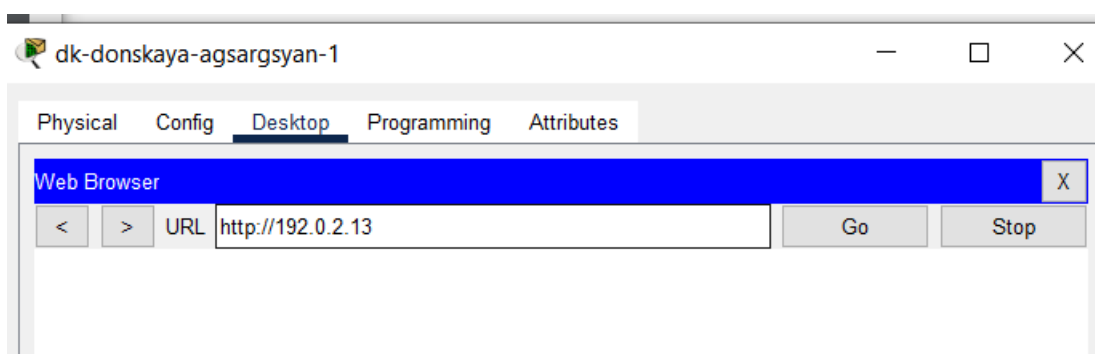 dk-donskaya-agsargsyan-1
Physical Config Desktop Programming Attributes
Web Browser X
< > URL http://192.0.2.13 Go Stop